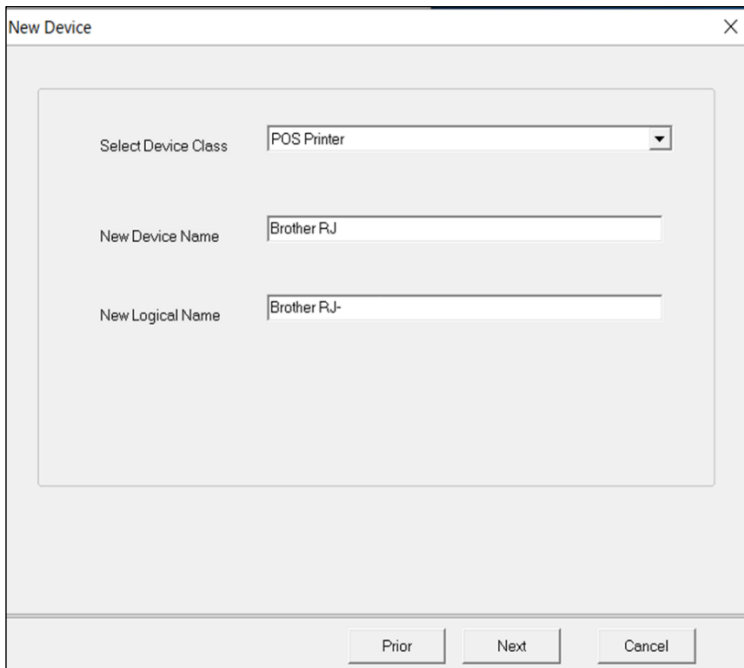 New Device
Select Device Class POS Printer
New Device Name Brother RJ
New Logical Name Brother RJ-
Prior Next Cancel